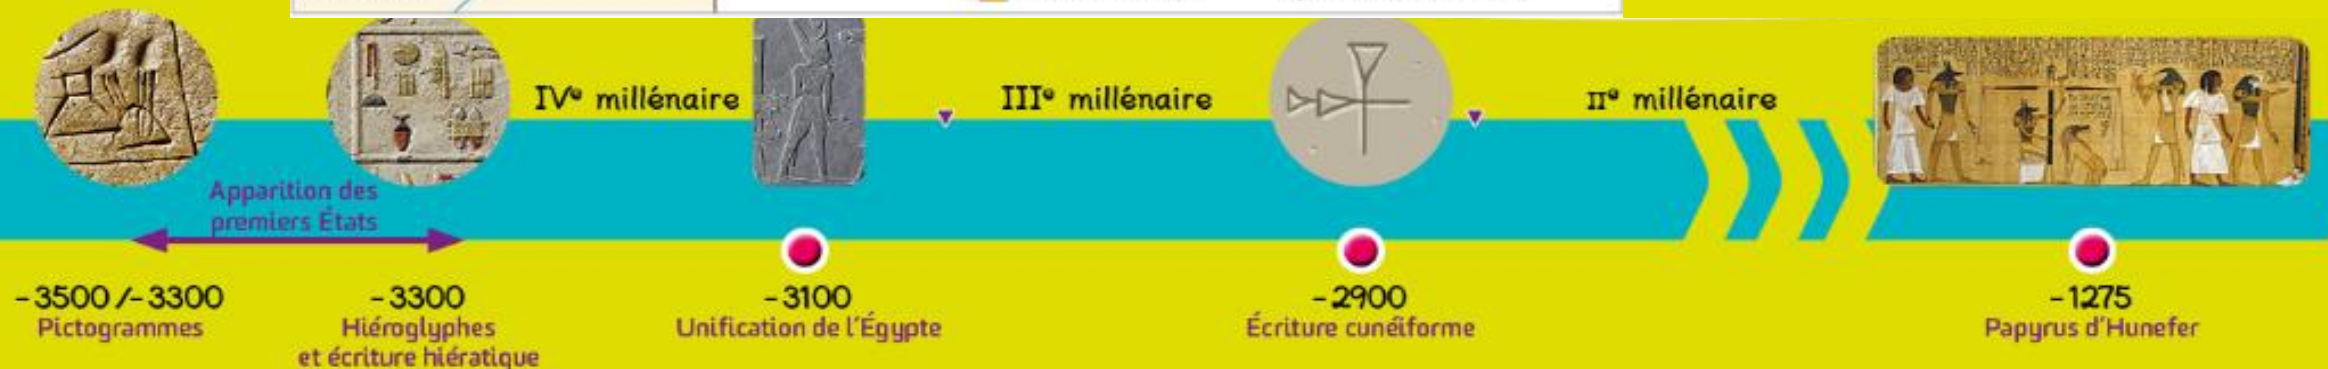 IVᵉ millénaire
IIIᵉ millénaire
IIᵉ millénaire
Apparition des
premiers États
-3500 /-3300
Pictogrammes
-3300
Hiéroglyphes
et écriture hiératique
-3100
Unification de l'Égypte
-2900
Écriture cunéiforme
-1275
Papyrus d'Hunefer